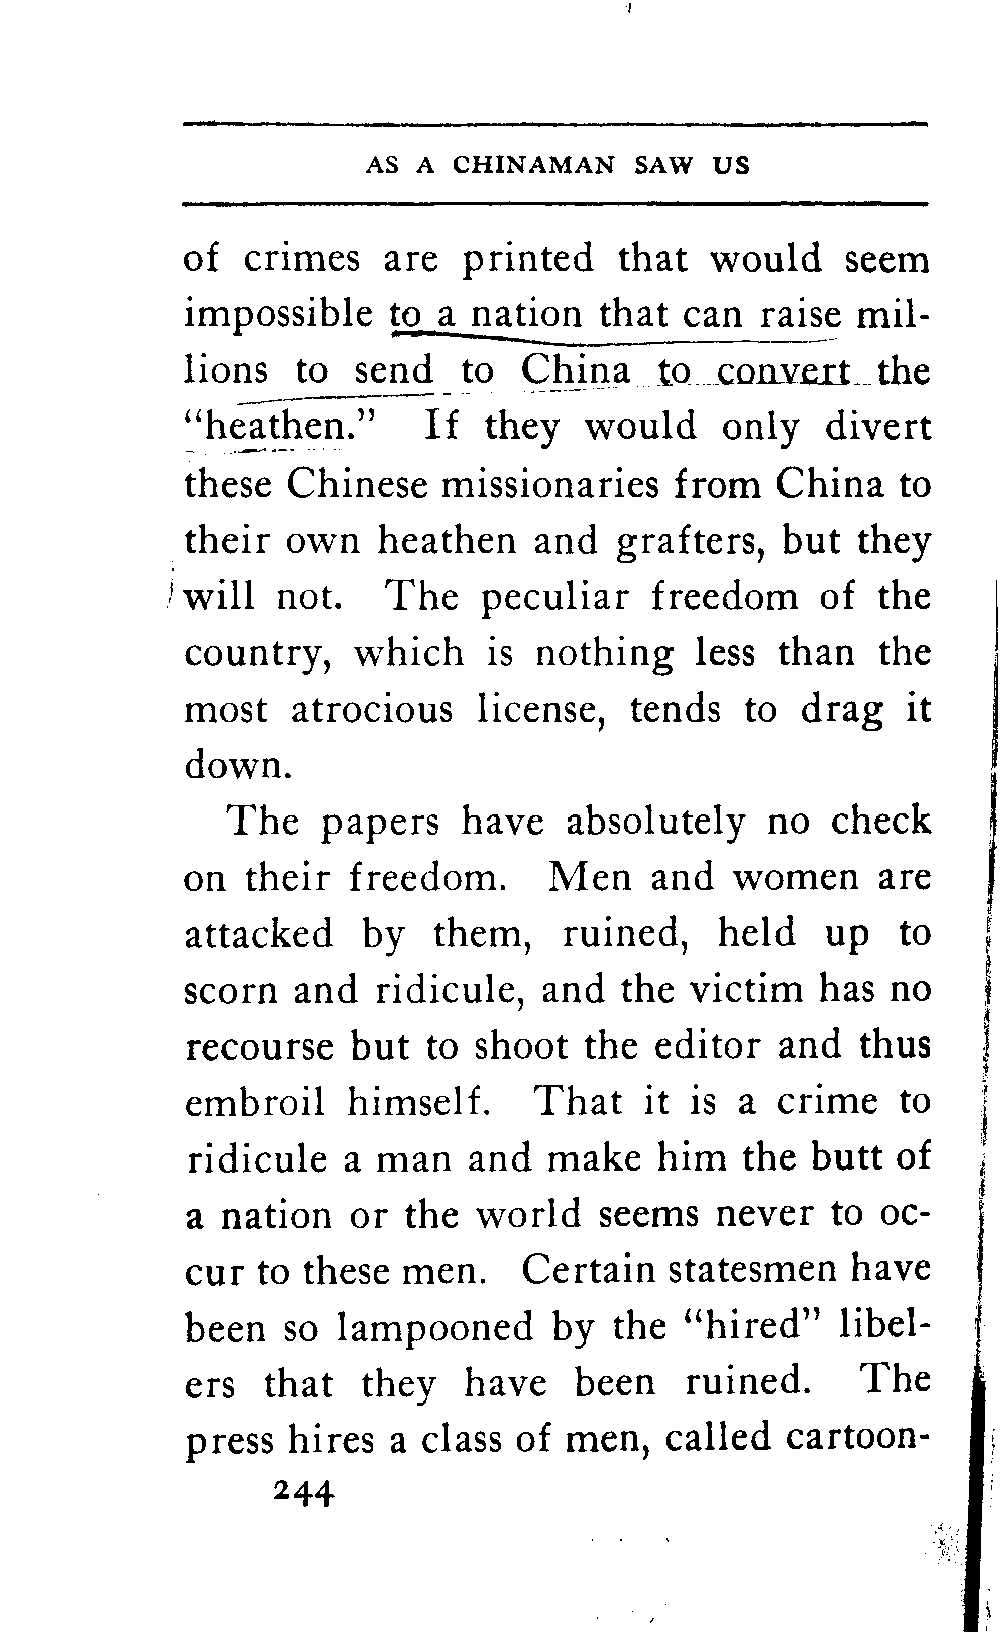 AS A CHINAMAN SAW US
of crimes are printed that would seem
impossible to a nation that can raise mil-
lions to send to China to convert the
“heathen.” If they would only divert
these Chinese missionaries from China to
their own heathen and grafters, but they
will not. The peculiar freedom of the
country, which is nothing less than the
most atrocious license, tends to drag it
down.
The papers have absolutely no check
on their freedom. Men and women are
attacked by them, ruined, held up to
scorn and ridicule, and the victim has no
recourse but to shoot the editor and thus
embroil himself. That it is a crime to
ridicule a man and make him the butt of
a nation or the world seems never to oc-
cur to these men. Certain statesmen have
been so lampooned by the “hired” libel-
ers that they have been ruined. The
press hires a class of men, called cartoon-
244